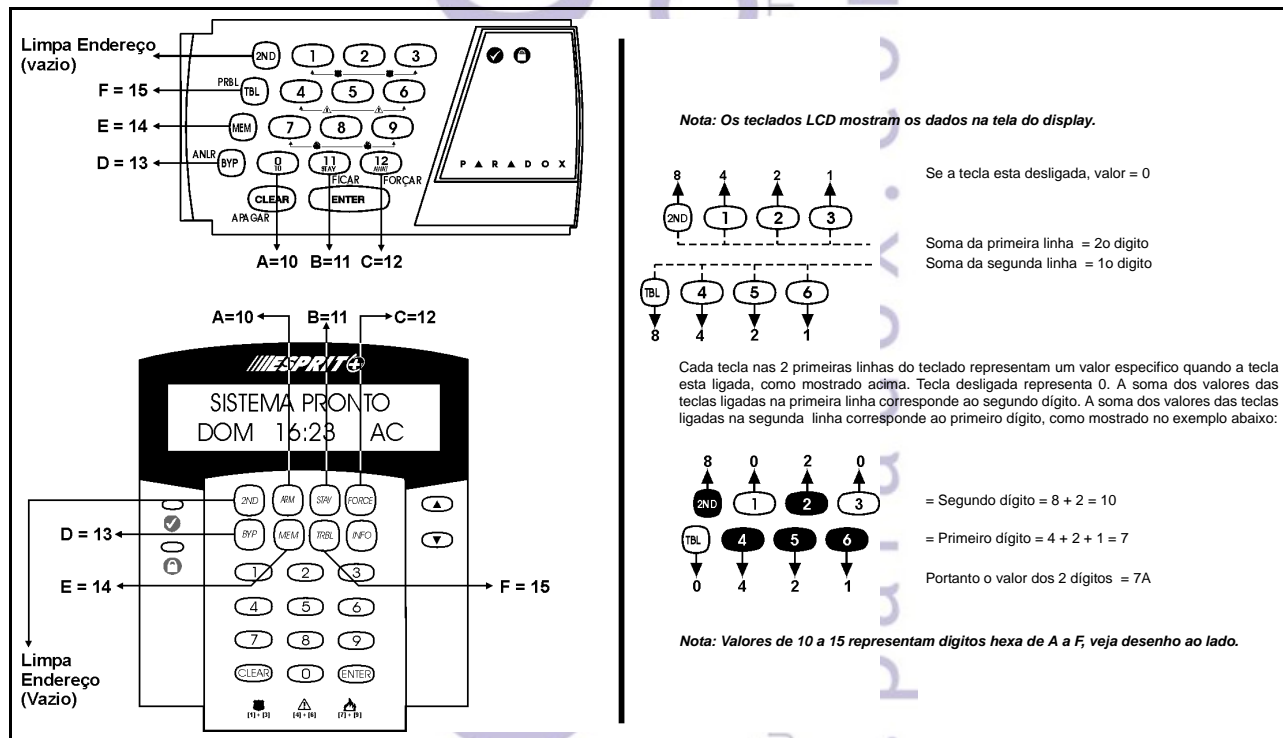 Limpa Endereço
(vazio)
2ND 1 2 3
PRBL
F = 15 TBL 4 5 6
E = 14 MEM 7 8 9
ANLR
D = 13 BYP 0 10 11 STAY 12 AWAY
FICAR FORÇAR
CLEAR ENTER
APAGAR
PARADOX
A=10 B=11 C=12
A=10 B=11 C=12
ESPRIT+
SISTEMA PRONTO
DOM 16:23 AC
2ND ARM STAY FORCE
D = 13 BYP MEM TRBL INFO
E = 14 1 2 3 F = 15
4 5 6
7 8 9
CLEAR 0 ENTER
Limpa
Endereço
(Vazio)
[1] + [3] [4] + [6] [7] + [9]
Nota: Os teclados LCD mostram os dados na tela do display.
8 4 2 1
Se a tecla esta desligada, valor = 0
2ND 1 2 3
Soma da primeira linha = 2o digito
Soma da segunda linha = 1o digito
TBL 4 5 6
8 4 2 1
Cada tecla nas 2 primeiras linhas do teclado representam um valor especifico quando a tecla
esta ligada, como mostrado acima. Tecla desligada representa 0. A soma dos valores das
teclas ligadas na primeira linha corresponde ao segundo dígito. A soma dos valores das teclas
ligadas na segunda linha corresponde ao primeiro dígito, como mostrado no exemplo abaixo:
8 0 2 0
2ND 1 2 3
= Segundo dígito = 8 + 2 = 10
TBL 4 5 6
= Primeiro dígito = 4 + 2 + 1 = 7
0 4 2 1
Portanto o valor dos 2 dígitos = 7A
Nota: Valores de 10 a 15 representam digitos hexa de A a F, veja desenho ao lado.